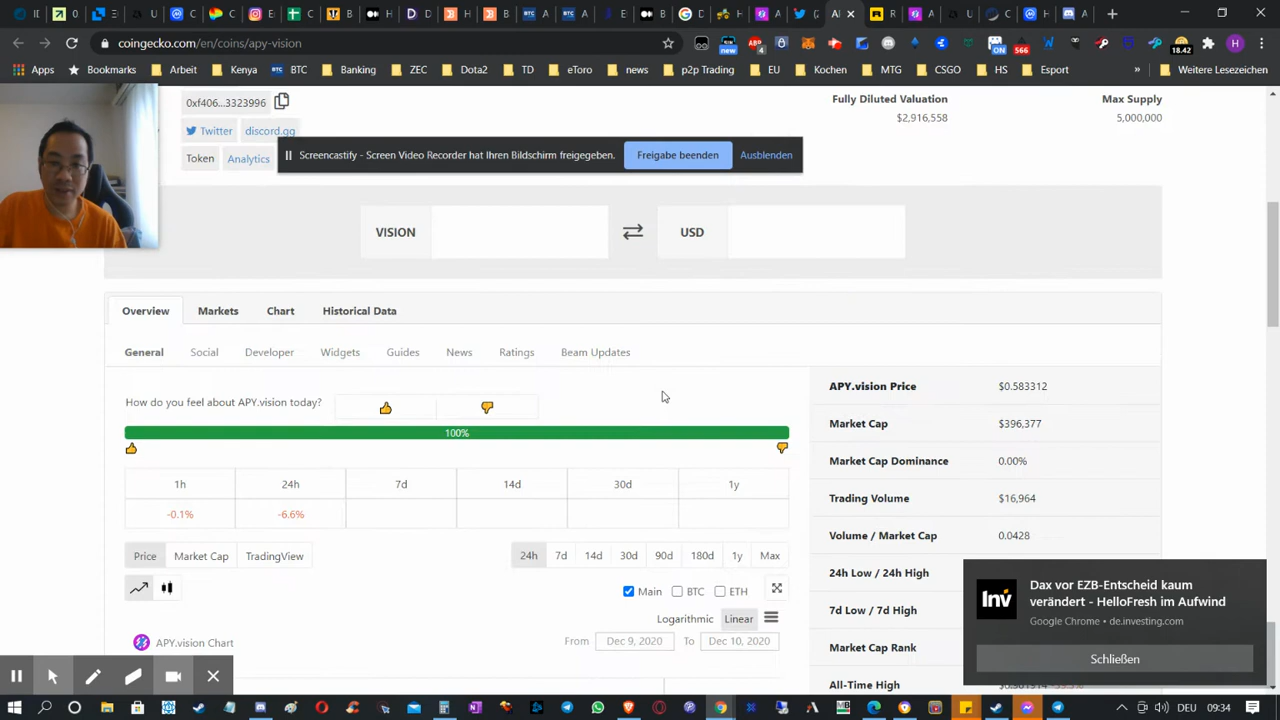 coingecko.com/en/coins/apy-vision
new
4
ON
566
18.42
H
Apps
Bookmarks
Arbeit
Kenya
BTC
Banking
ZEC
Dota2
TD
eToro
news
p2p Trading
EU
Kochen
MTG
CSGO
HS
Esport
»
Weitere Lesezeichen
0xf406...3323996
Fully Diluted Valuation
Max Supply
$2,916,558
5,000,000
Twitter
discord.gg
Screencastify - Screen Video Recorder hat Ihren Bildschirm freigegeben.
Freigabe beenden
Ausblenden
Token
Analytics
VISION
USD
Overview
Markets
Chart
Historical Data
General
Social
Developer
Widgets
Guides
News
Ratings
Beam Updates
How do you feel about APY.vision today?
100%
1h
24h
7d
14d
30d
1y
-0.1%
-6.6%
Price
Market Cap
TradingView
24h
7d
14d
30d
90d
180d
1y
Max
Main
BTC
ETH
Logarithmic
Linear
APY.vision Chart
From
Dec 9, 2020
To
Dec 10, 2020
APY.vision Price
$0.583312
Market Cap
$396,377
Market Cap Dominance
0.00%
Trading Volume
$16,964
Volume / Market Cap
0.0428
24h Low / 24h High
7d Low / 7d High
Market Cap Rank
All-Time High
Inv
Dax vor EZB-Entscheid kaum
verändert - HelloFresh im Aufwind
Google Chrome • de.investing.com
Schließen
DEU
09:34